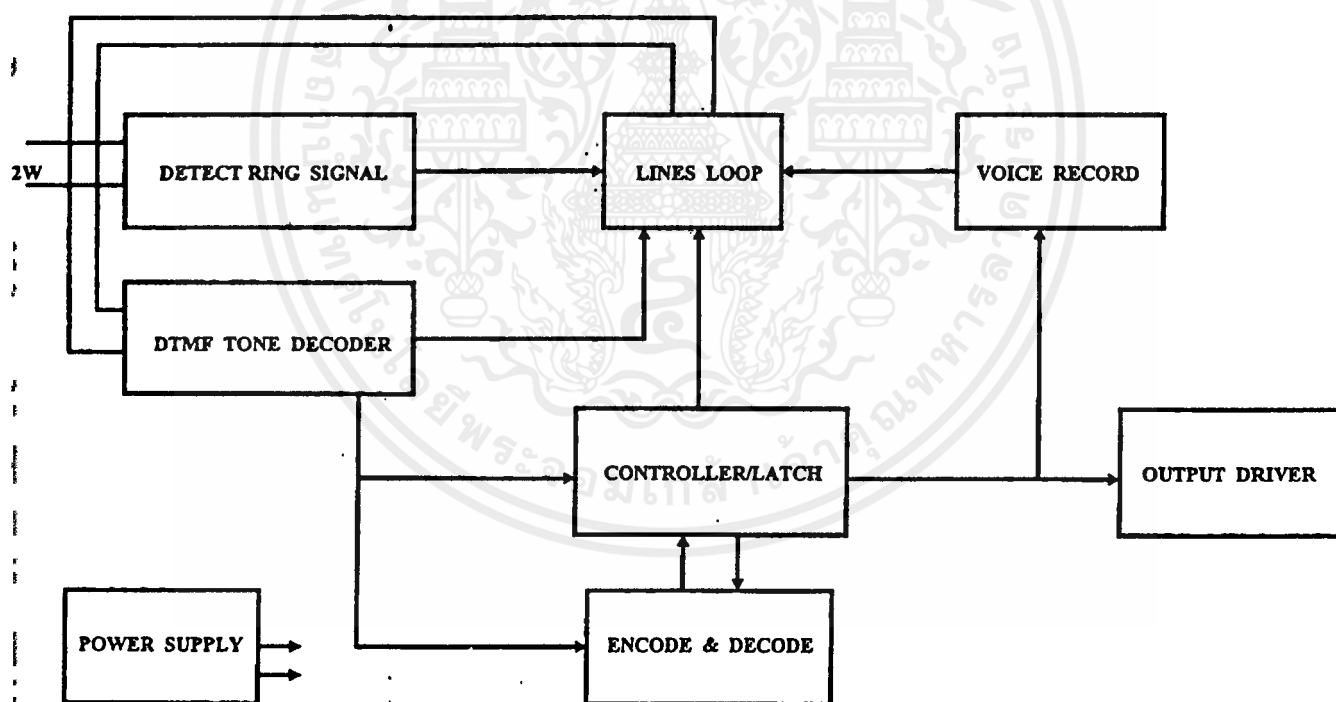 2W
DETECT RING SIGNAL
LINES LOOP
VOICE RECORD
DTMF TONE DECODER
CONTROLLER/LATCH
OUTPUT DRIVER
POWER SUPPLY
ENCODE & DECODE